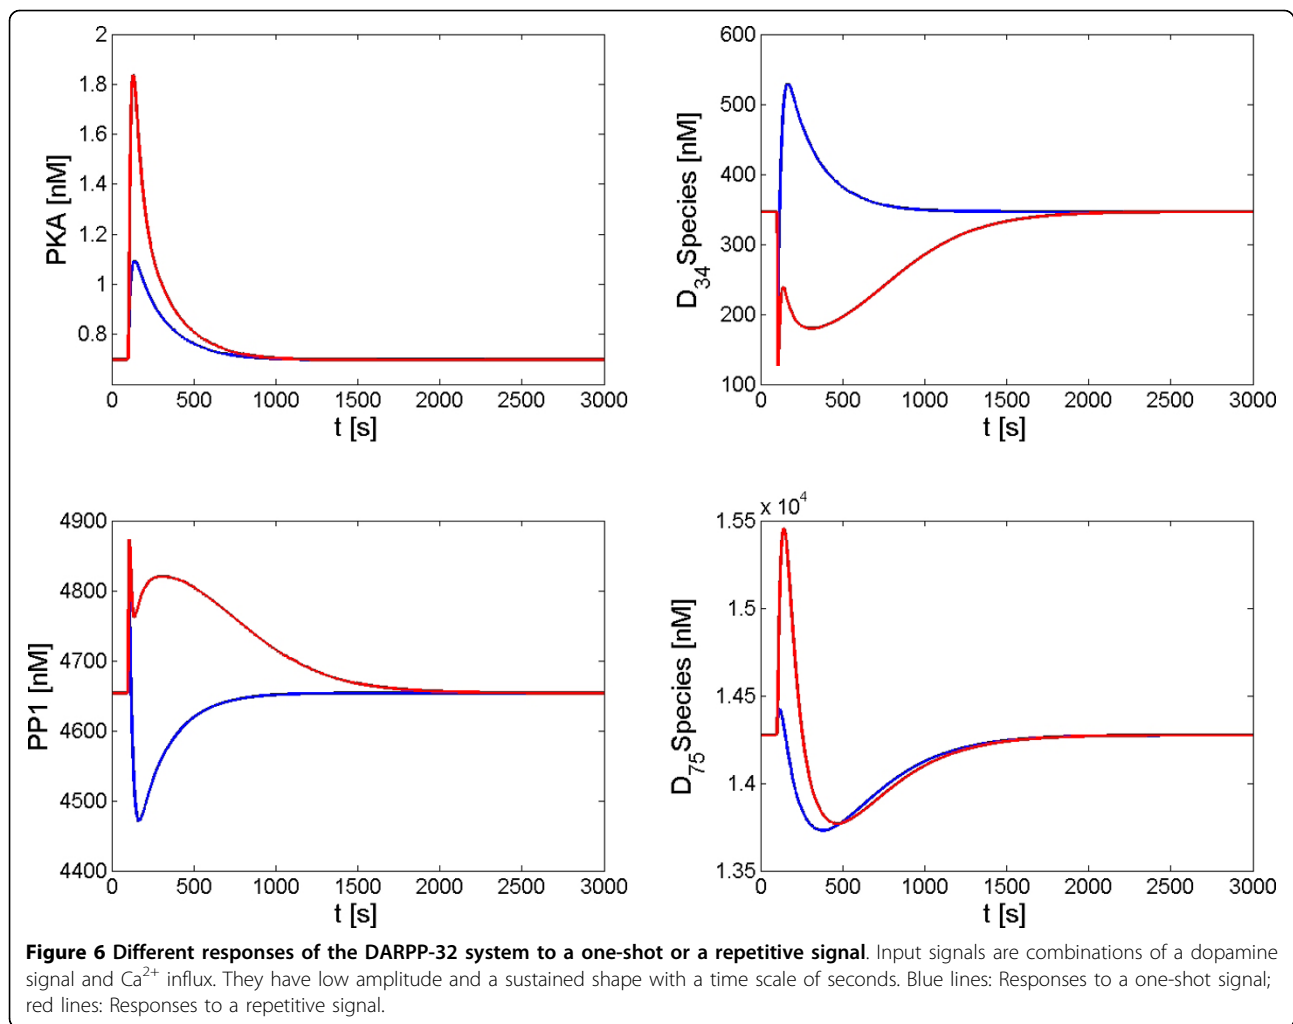 2
1.8
1.6
1.4
1.2
1
0.8
PKA [nM]
0 500 1000 1500 2000 2500 3000
t [s]
600
500
400
300
200
100
D34Species [nM]
0 500 1000 1500 2000 2500 3000
t [s]
4900
4800
4700
4600
4500
4400
PP1 [nM]
0 500 1000 1500 2000 2500 3000
t [s]
x 10^4
1.55
1.5
1.45
1.4
1.35
D75Species [nM]
0 500 1000 1500 2000 2500 3000
t [s]
Figure 6 Different responses of the DARPP-32 system to a one-shot or a repetitive signal. Input signals are combinations of a dopamine
signal and Ca2+ influx. They have low amplitude and a sustained shape with a time scale of seconds. Blue lines: Responses to a one-shot signal;
red lines: Responses to a repetitive signal.